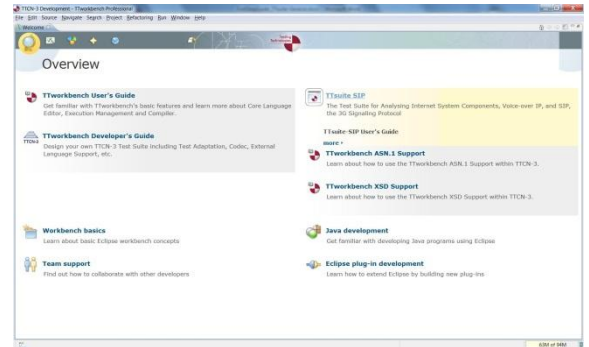 TTCN-3 Development - TTworkbench Professional
File Edit Source Navigate Search Project Refactoring Run Window Help
Welcome
Testing
Technologies
Overview
TTworkbench User's Guide
Get familiar with TTworkbench's basic features and learn more about Core Language
Editor, Execution Management and Compiler.
TTCN-3
TTworkbench Developer's Guide
Design your own TTCN-3 Test Suite including Test Adaptation, Codec, External
Language Support, etc.
TTsuite SIP
The Test Suite for Analysing Internet System Components, Voice-over IP, and SIP,
the 3G Signaling Protocol
TTsuite-SIP User's Guide
more
TTworkbench ASN.1 Support
Learn about how to use the TTworkbench ASN.1 Support within TTCN-3.
TTworkbench XSD Support
Learn about how to use the TTworkbench XSD Support within TTCN-3.
Workbench basics
Learn about basic Eclipse workbench concepts
Team support
Find out how to collaborate with other developers
Java development
Get familiar with developing Java programs using Eclipse
Eclipse plug-in development
Learn how to extend Eclipse by building new plug-ins